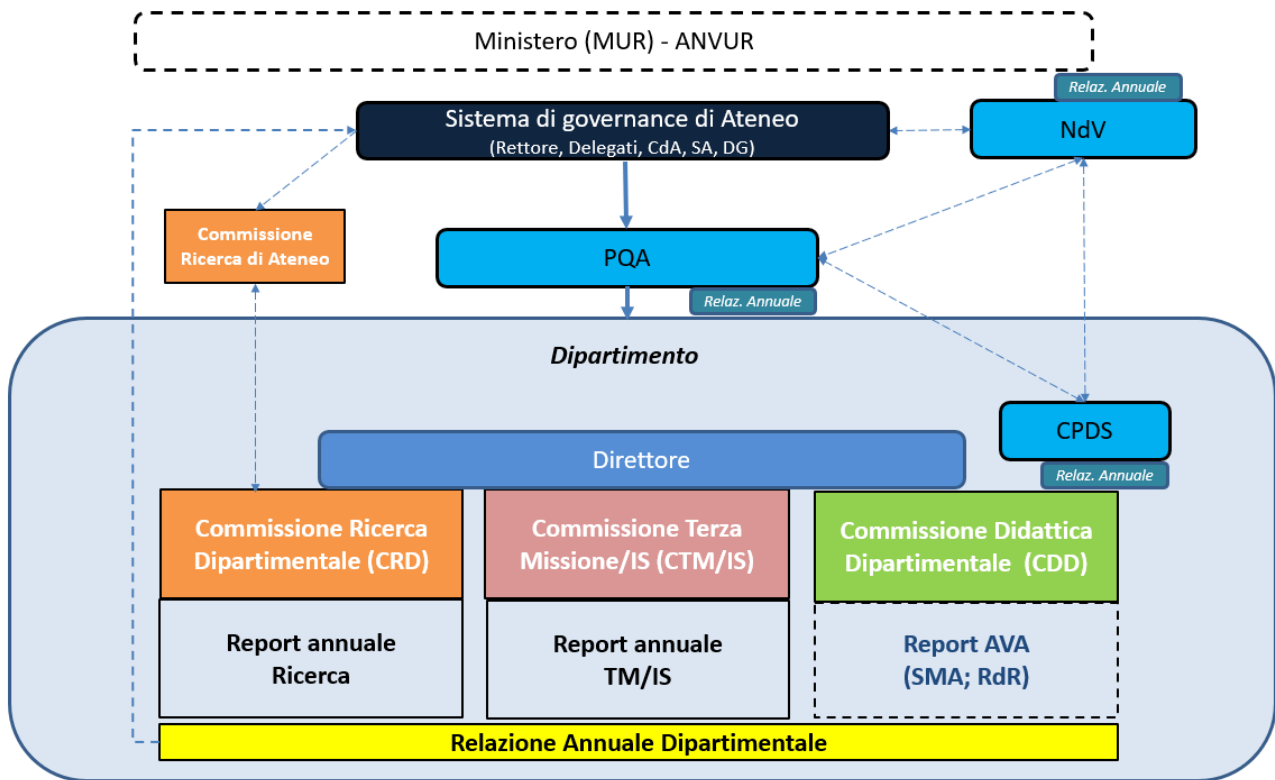 Ministero (MUR) - ANVUR
Relaz. Annuale
Sistema di governance di Ateneo
(Rettore, Delegati, CdA, SA, DG)
NdV
Commissione
Ricerca di Ateneo
PQA
Relaz. Annuale
Dipartimento
CPDS
Relaz. Annuale
Direttore
Commissione Ricerca
Dipartimentale (CRD)
Commissione Terza
Missione/IS (CTM/IS)
Commissione Didattica
Dipartimentale (CDD)
Report annuale
Ricerca
Report annuale
TM/IS
Report AVA
(SMA; RdR)
Relazione Annuale Dipartimentale